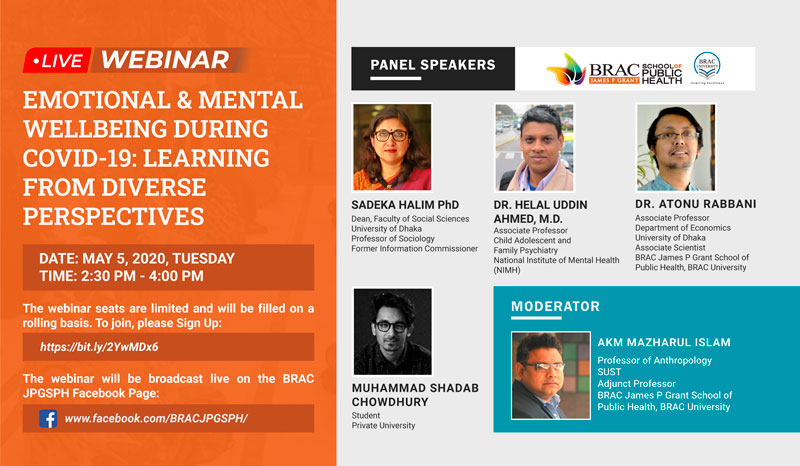 • LIVE WEBINAR
EMOTIONAL & MENTAL
WELLBEING DURING
COVID-19: LEARNING
FROM DIVERSE
PERSPECTIVES
DATE: MAY 5, 2020, TUESDAY
TIME: 2:30 PM - 4:00 PM
The webinar seats are limited and will be filled on a
rolling basis. To join, please Sign Up:
https://bit.ly/2YwMDx6
The webinar will be broadcast live on the BRAC
JPGSPH Facebook Page:
f www.facebook.com/BRACJPGSPH/
PANEL SPEAKERS
BRAC
JAMES P GRANT
SCHOOL OF
PUBLIC
HEALTH
BRAC
UNIVERSITY
Inspiring Excellence
SADEKA HALIM PhD
Dean, Faculty of Social Sciences
University of Dhaka
Professor of Sociology
Former Information Commissioner
DR. HELAL UDDIN
AHMED, M.D.
Associate Professor
Child Adolescent and
Family Psychiatry
National Institute of Mental Health
(NIMH)
DR. ATONU RABBANI
Associate Professor
Department of Economics
University of Dhaka
Associate Scientist
BRAC James P Grant School of
Public Health, BRAC University
MUHAMMAD SHADAB
CHOWDHURY
Student
Private University
MODERATOR
AKM MAZHARUL ISLAM
Professor of Anthropology
SUST
Adjunct Professor
BRAC James P Grant School of
Public Health, BRAC University